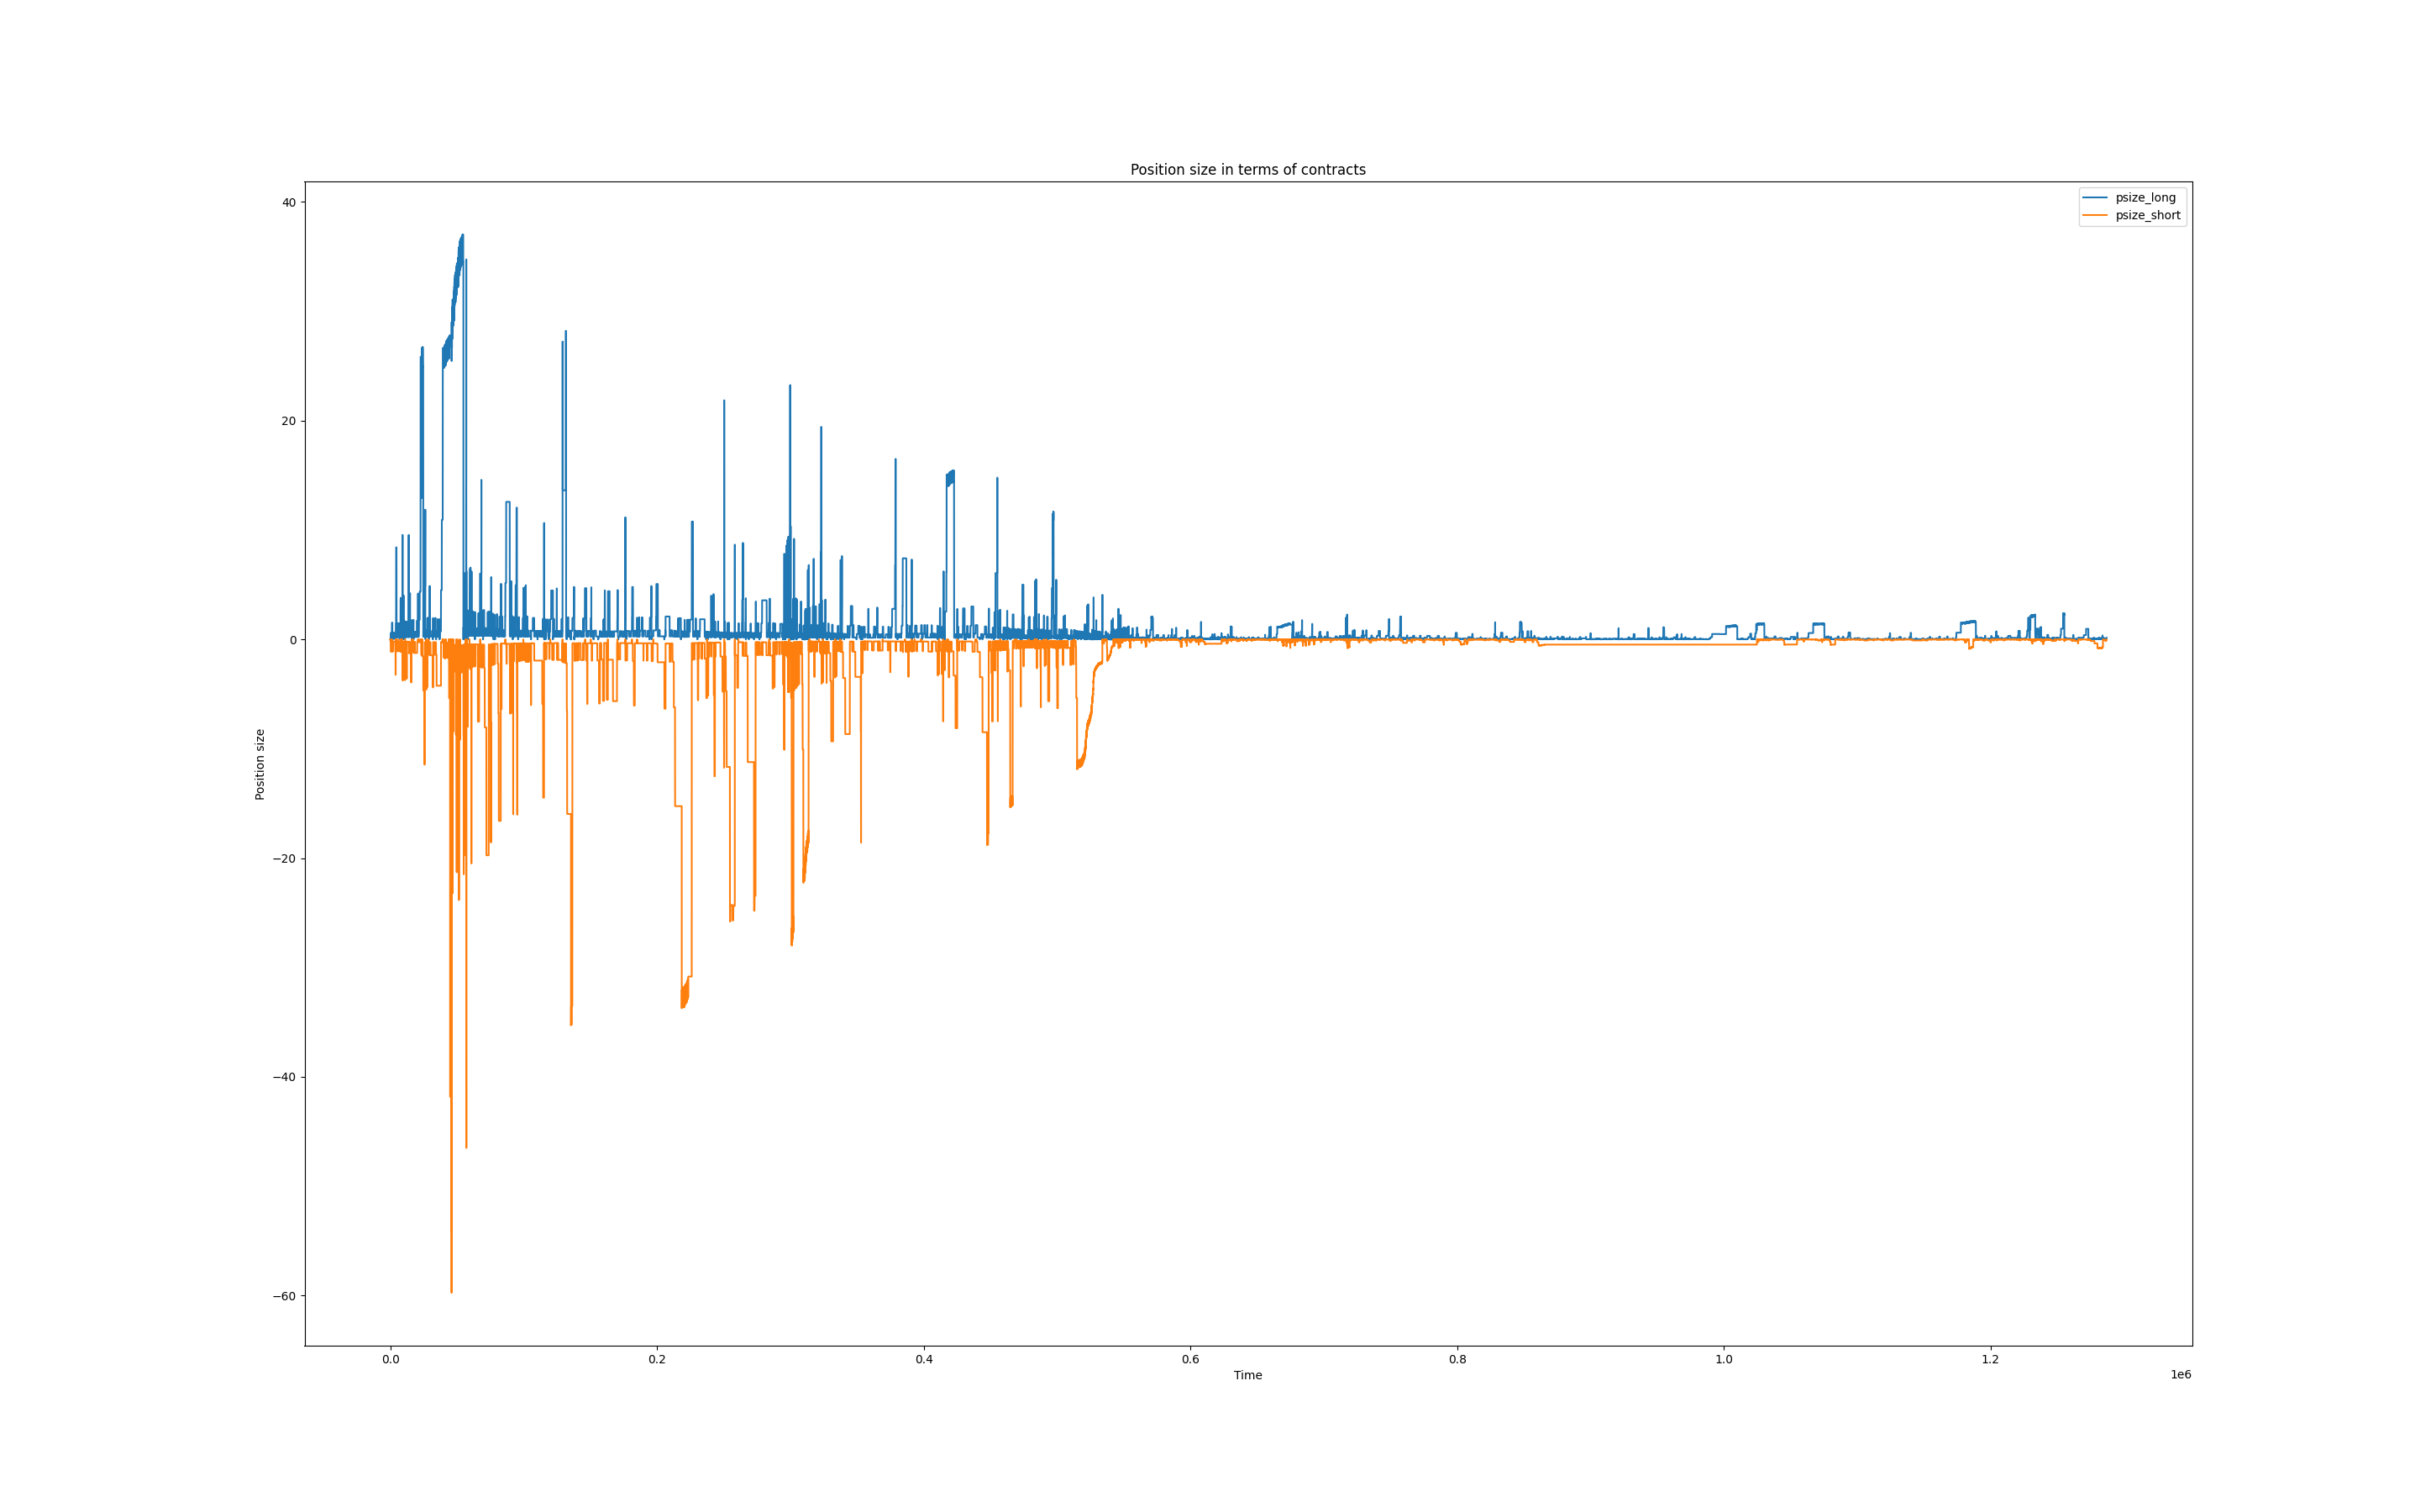 Position size in terms of contracts
psize_long
psize_short
40
20
0
−20
−40
−60
Position size
0.0 0.2 0.4 0.6 0.8 1.0 1.2
Time
1e6